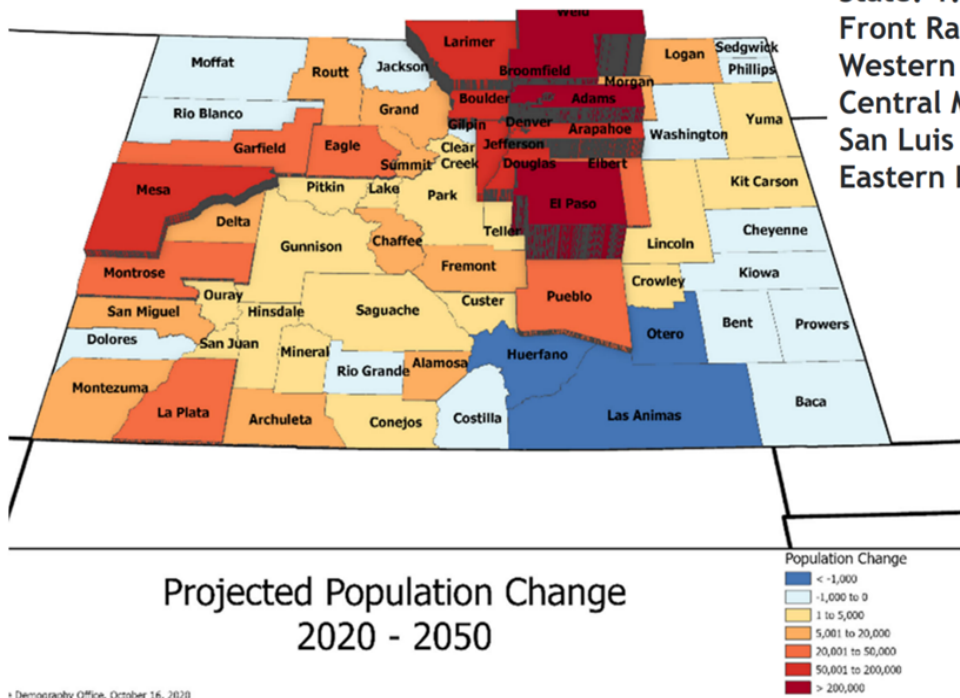 State: 1.
Front Ra
Western
Central M
San Luis
Eastern
Weld
Larimer
Moffat
Routt
Jackson
Logan
Sedgwick
Phillips
Broomfield
Morgan
Rio Blanco
Grand
Boulder
Adams
Yuma
Gilpin
Denver
Washington
Garfield
Eagle
Clear
Creek
Jefferson
Arapahoe
Summit
Douglas
Elbert
Mesa
Pitkin
Lake
Park
Kit Carson
El Paso
Delta
Gunnison
Chaffee
Teller
Lincoln
Cheyenne
Montrose
Fremont
Kiowa
Ouray
Crowley
San Miguel
Hinsdale
Saguache
Custer
Pueblo
Bent
Prowers
Dolores
San Juan
Mineral
Otero
Huerfano
Rio Grande
Alamosa
Montezuma
La Plata
Archuleta
Conejos
Costilla
Las Animas
Baca
Projected Population Change
2020 - 2050
Population Change
< -1,000
-1,000 to 0
1 to 5,000
5,001 to 20,000
20,001 to 50,000
50,001 to 200,000
> 200,000
Demography Office, October 16, 2020